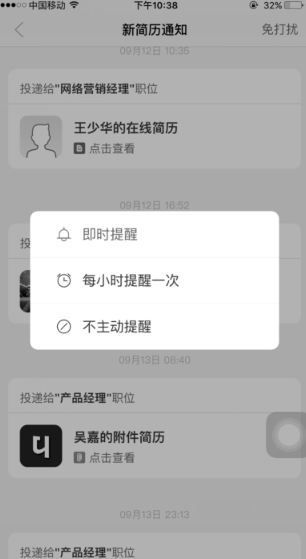 中国移动 下午10:38 32%
新简历通知 免打扰
09月12日 10:35
投递给"网络营销经理"职位
王少华的在线简历
点击查看
09月12日 16:52
投
即时提醒
每小时提醒一次
不主动提醒
09月13日 08:40
投递给"产品经理"职位
吴嘉的附件简历
点击查看
09月13日 23:13
投递给"产品经理"职位